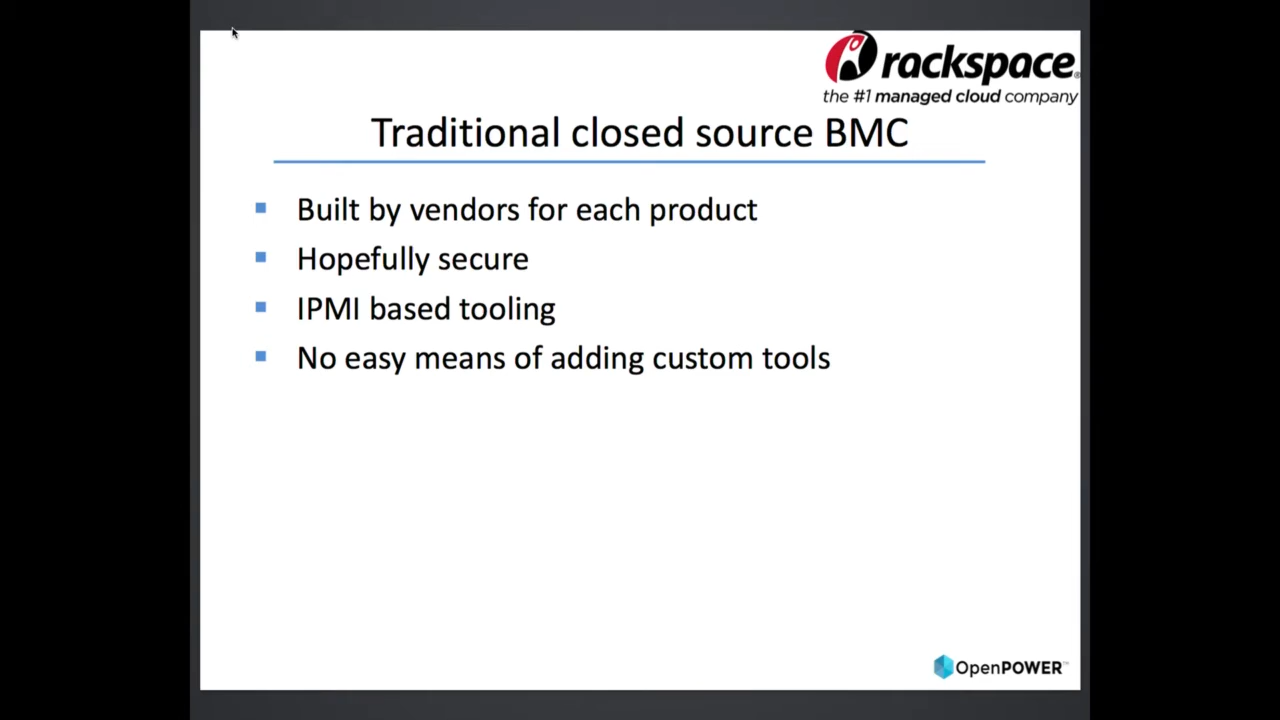 rackspace®
the #1 managed cloud company
Traditional closed source BMC
Built by vendors for each product
Hopefully secure
IPMI based tooling
No easy means of adding custom tools
OpenPOWER™